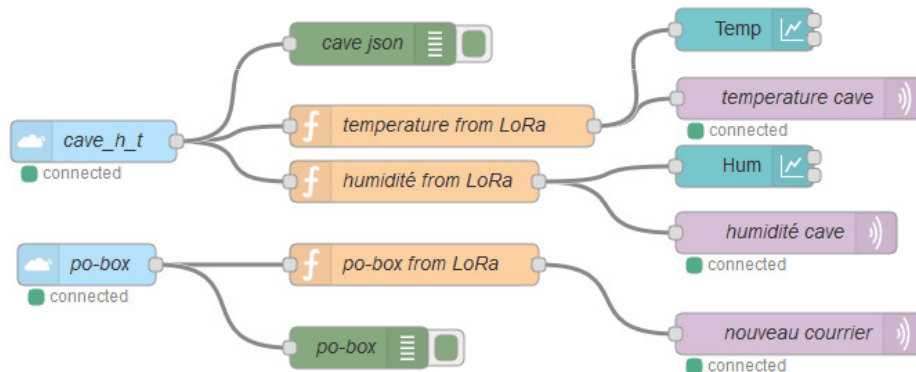 cave json
Temp
temperature from LoRa
temperature cave
connected
cave_h_t
connected
humidité from LoRa
Hum
humidité cave
connected
po-box
connected
po-box from LoRa
po-box
nouveau courrier
connected